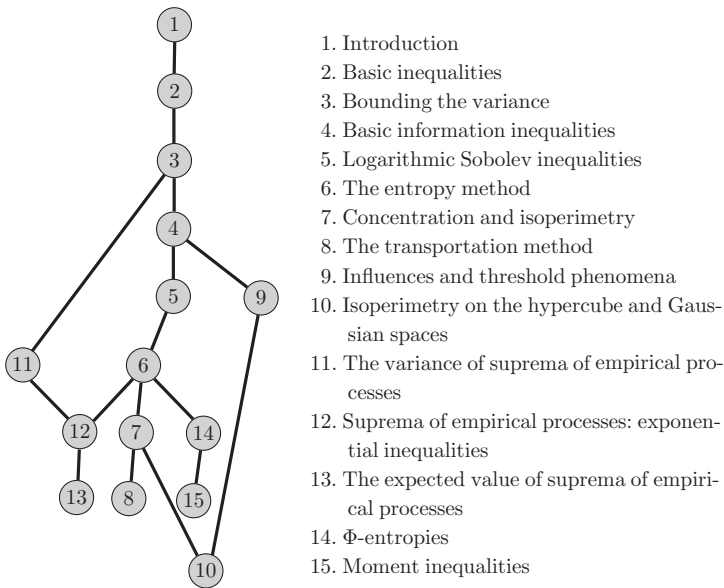 1
2
3
4
5
9
11
6
12
7
14
13
8
15
10
1. Introduction
2. Basic inequalities
3. Bounding the variance
4. Basic information inequalities
5. Logarithmic Sobolev inequalities
6. The entropy method
7. Concentration and isoperimetry
8. The transportation method
9. Influences and threshold phenomena
10. Isoperimetry on the hypercube and Gaus-
sian spaces
11. The variance of suprema of empirical pro-
cesses
12. Suprema of empirical processes: exponen-
tial inequalities
13. The expected value of suprema of empiri-
cal processes
14. Φ-entropies
15. Moment inequalities